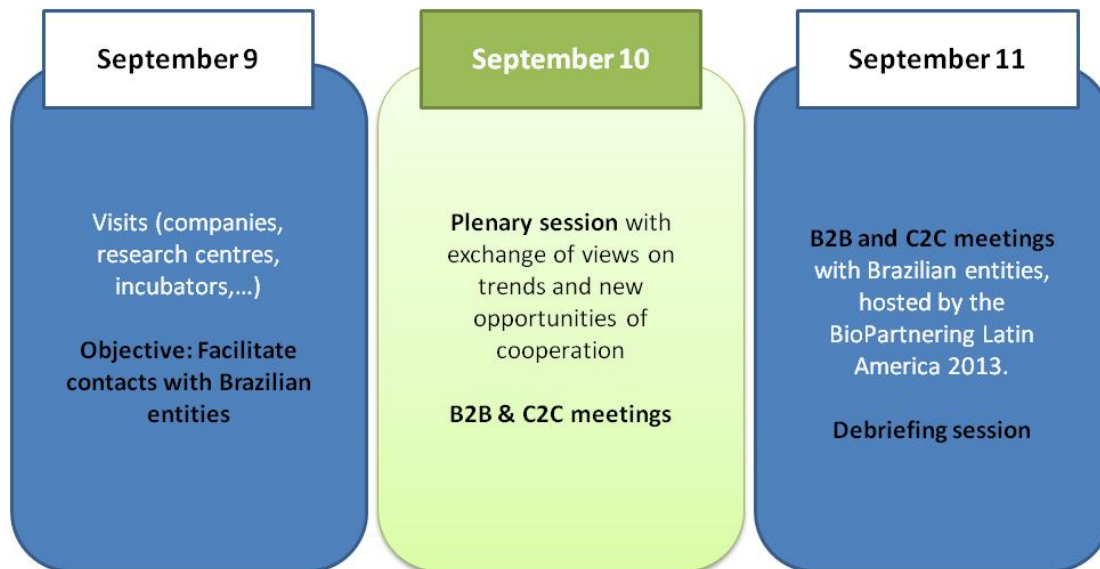 September 9
Visits (companies,
research centres,
incubators,...)
Objective: Facilitate
contacts with Brazilian
entities
September 10
Plenary session with
exchange of views on
trends and new
opportunities of
cooperation
B2B & C2C meetings
September 11
B2B and C2C meetings
with Brazilian entities,
hosted by the
BioPartnering Latin
America 2013.
Debriefing session